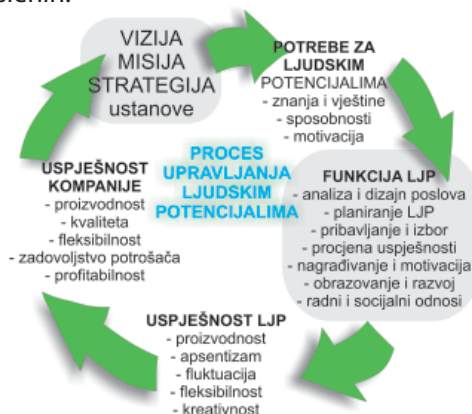 VIZIJA
MISIJA
STRATEGIJA
ustanove
POTREBE ZA
LJUDSKIM
POTENCIJALIMA
- znanja i vještine
- sposobnosti
- motivacija
FUNKCIJA LJP
- analiza i dizajn poslova
- planiranje LJP
- pribavljanje i izbor
- procjena uspješnosti
- nagrađivanje i motivacija
- obrazovanje i razvoj
- radni i socijalni odnosi
USPJEŠNOST LJP
- proizvodnost
- apsentizam
- fluktuacija
- fleksibilnost
- kreativnost
USPJEŠNOST
KOMPANIJE
- proizvodnost
- kvaliteta
- fleksibilnost
- zadovoljstvo potrošača
- profitabilnost
PROCES
UPRAVLJANJA
LJUDSKIM
POTENCIJALIMA